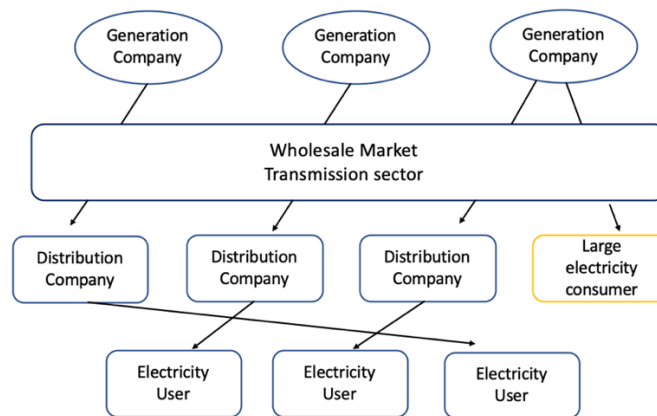 Generation
Company
Generation
Company
Generation
Company
Wholesale Market
Transmission sector
Distribution
Company
Distribution
Company
Distribution
Company
Large
electricity
consumer
Electricity
User
Electricity
User
Electricity
User